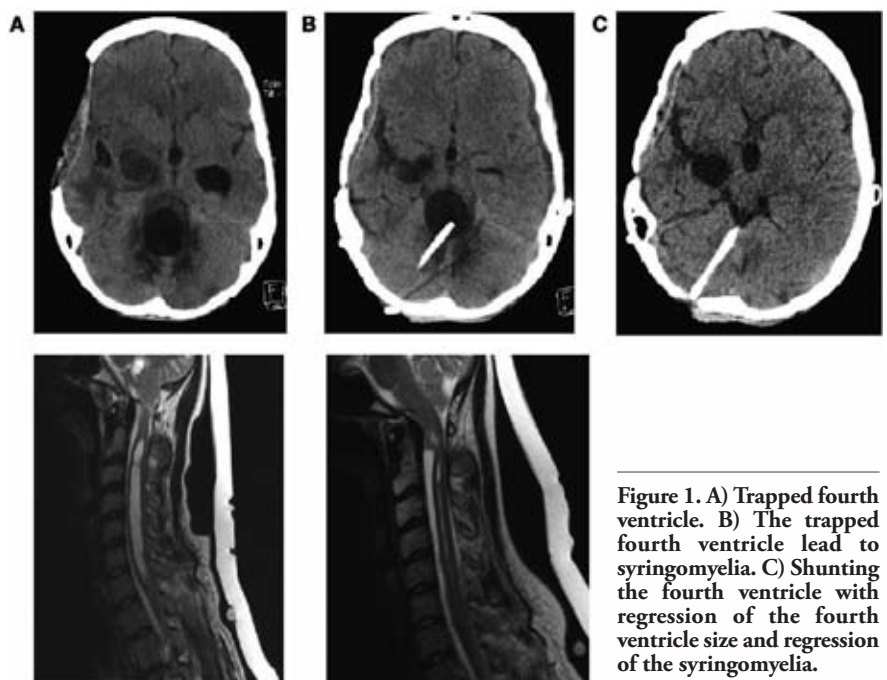 A
B
C
Figure 1. A) Trapped fourth
ventricle. B) The trapped
fourth ventricle lead to
syringomyelia. C) Shunting
the fourth ventricle with
regression of the fourth
ventricle size and regression
of the syringomyelia.